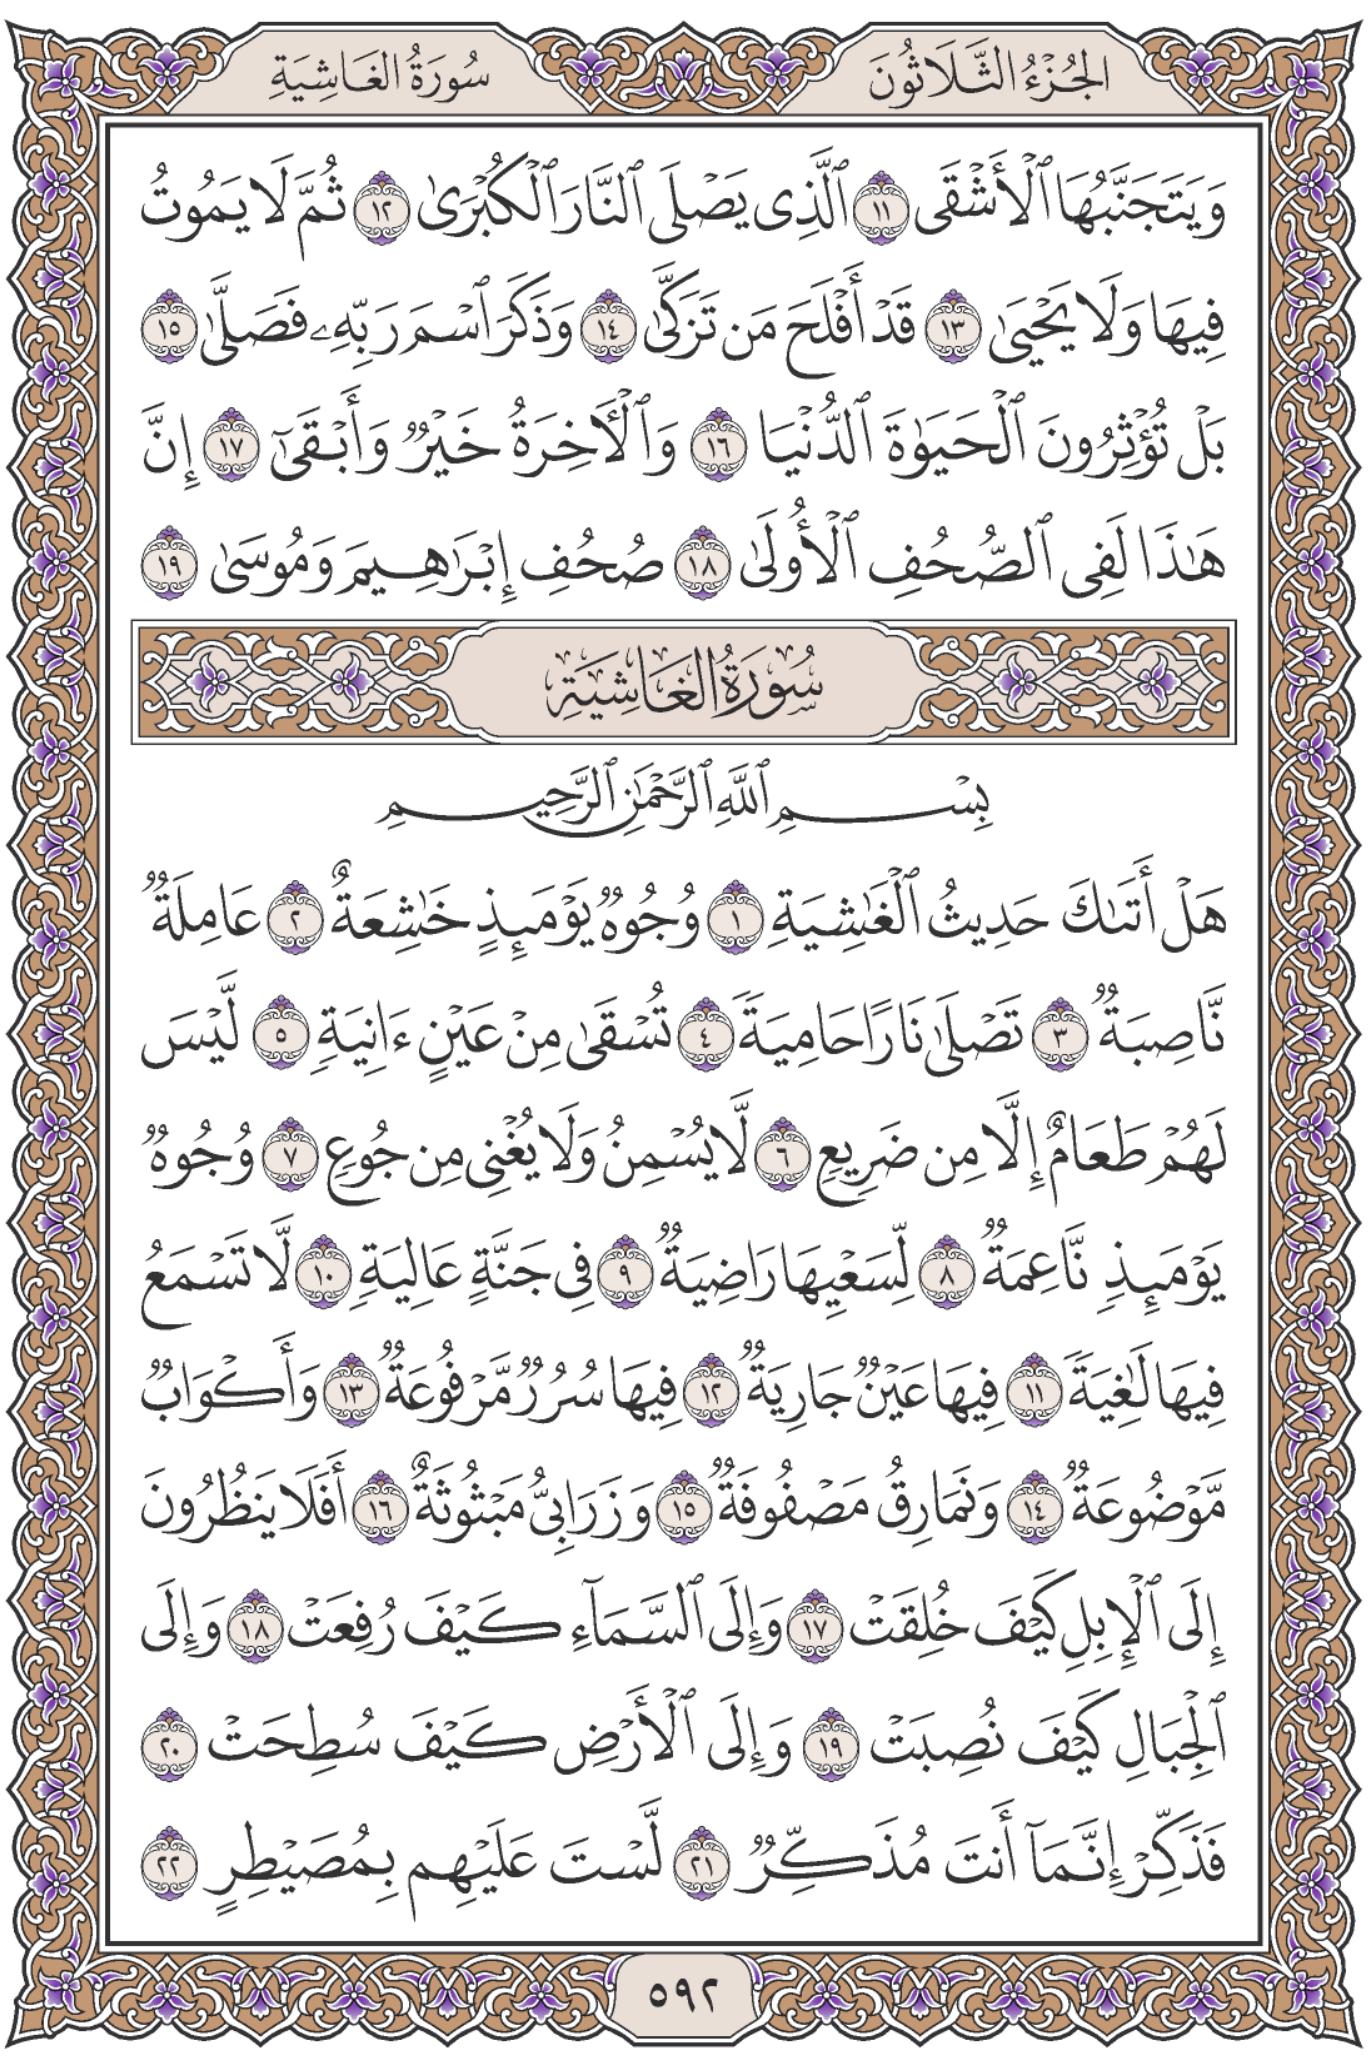 الجُزْءُ الثَّلَاثُونَ
سُورَةُ الغَاشِيَةِ
وَيَتَجَنَّبُهَا ٱلْأَشْقَى ١١ ٱلَّذِى يَصْلَى ٱلنَّارَ ٱلْكُبْرَىٰ ١٢ ثُمَّ لَا يَمُوتُ
فِيهَا وَلَا يَحْيَىٰ ١٣ قَدْ أَفْلَحَ مَن تَزَكَّىٰ ١٤ وَذَكَرَ ٱسْمَ رَبِّهِۦ فَصَلَّىٰ ١٥
بَلْ تُؤْثِرُونَ ٱلْحَيَوٰةَ ٱلدُّنْيَا ١٦ وَٱلْأَخِرَةُ خَيْرٌ وَأَبْقَىٰٓ ١٧ إِنَّ
هَٰذَا لَفِى ٱلصُّحُفِ ٱلْأُولَىٰ ١٨ صُحُفِ إِبْرَٰهِيمَ وَمُوسَىٰ ١٩
سُورَةُ الغَاشِيَةِ
بِسْمِ ٱللَّهِ ٱلرَّحْمَٰنِ ٱلرَّحِيمِ
هَلْ أَتَىٰكَ حَدِيثُ ٱلْغَٰشِيَةِ ١ وُجُوهٌ يَوْمَئِذٍ خَٰشِعَةٌ ٢ عَامِلَةٌ
نَّاصِبَةٌ ٣ تَصْلَىٰ نَارًا حَامِيَةً ٤ تُسْقَىٰ مِنْ عَيْنٍ ءَانِيَةٍ ٥ لَّيْسَ
لَهُمْ طَعَامٌ إِلَّا مِن ضَرِيعٍ ٦ لَّا يُسْمِنُ وَلَا يُغْنِى مِن جُوعٍ ٧ وُجُوهٌ
يَوْمَئِذٍ نَّاعِمَةٌ ٨ لِّسَعْيِهَا رَاضِيَةٌ ٩ فِى جَنَّةٍ عَالِيَةٍ ١٠ لَّا تَسْمَعُ
فِيهَا لَٰغِيَةً ١١ فِيهَا عَيْنٌ جَارِيَةٌ ١٢ فِيهَا سُرُرٌ مَّرْفُوعَةٌ ١٣ وَأَكْوَابٌ
مَّوْضُوعَةٌ ١٤ وَنَمَارِقُ مَصْفُوفَةٌ ١٥ وَزَرَابِىُّ مَبْثُوثَةٌ ١٦ أَفَلَا يَنظُرُونَ
إِلَى ٱلْإِبِلِ كَيْفَ خُلِقَتْ ١٧ وَإِلَى ٱلسَّمَآءِ كَيْفَ رُفِعَتْ ١٨ وَإِلَى
ٱلْجِبَالِ كَيْفَ نُصِبَتْ ١٩ وَإِلَى ٱلْأَرْضِ كَيْفَ سُطِحَتْ ٢٠
فَذَكِّرْ إِنَّمَآ أَنتَ مُذَكِّرٌ ٢١ لَّسْتَ عَلَيْهِم بِمُصَيْطِرٍ ٢٢
٥٩٢